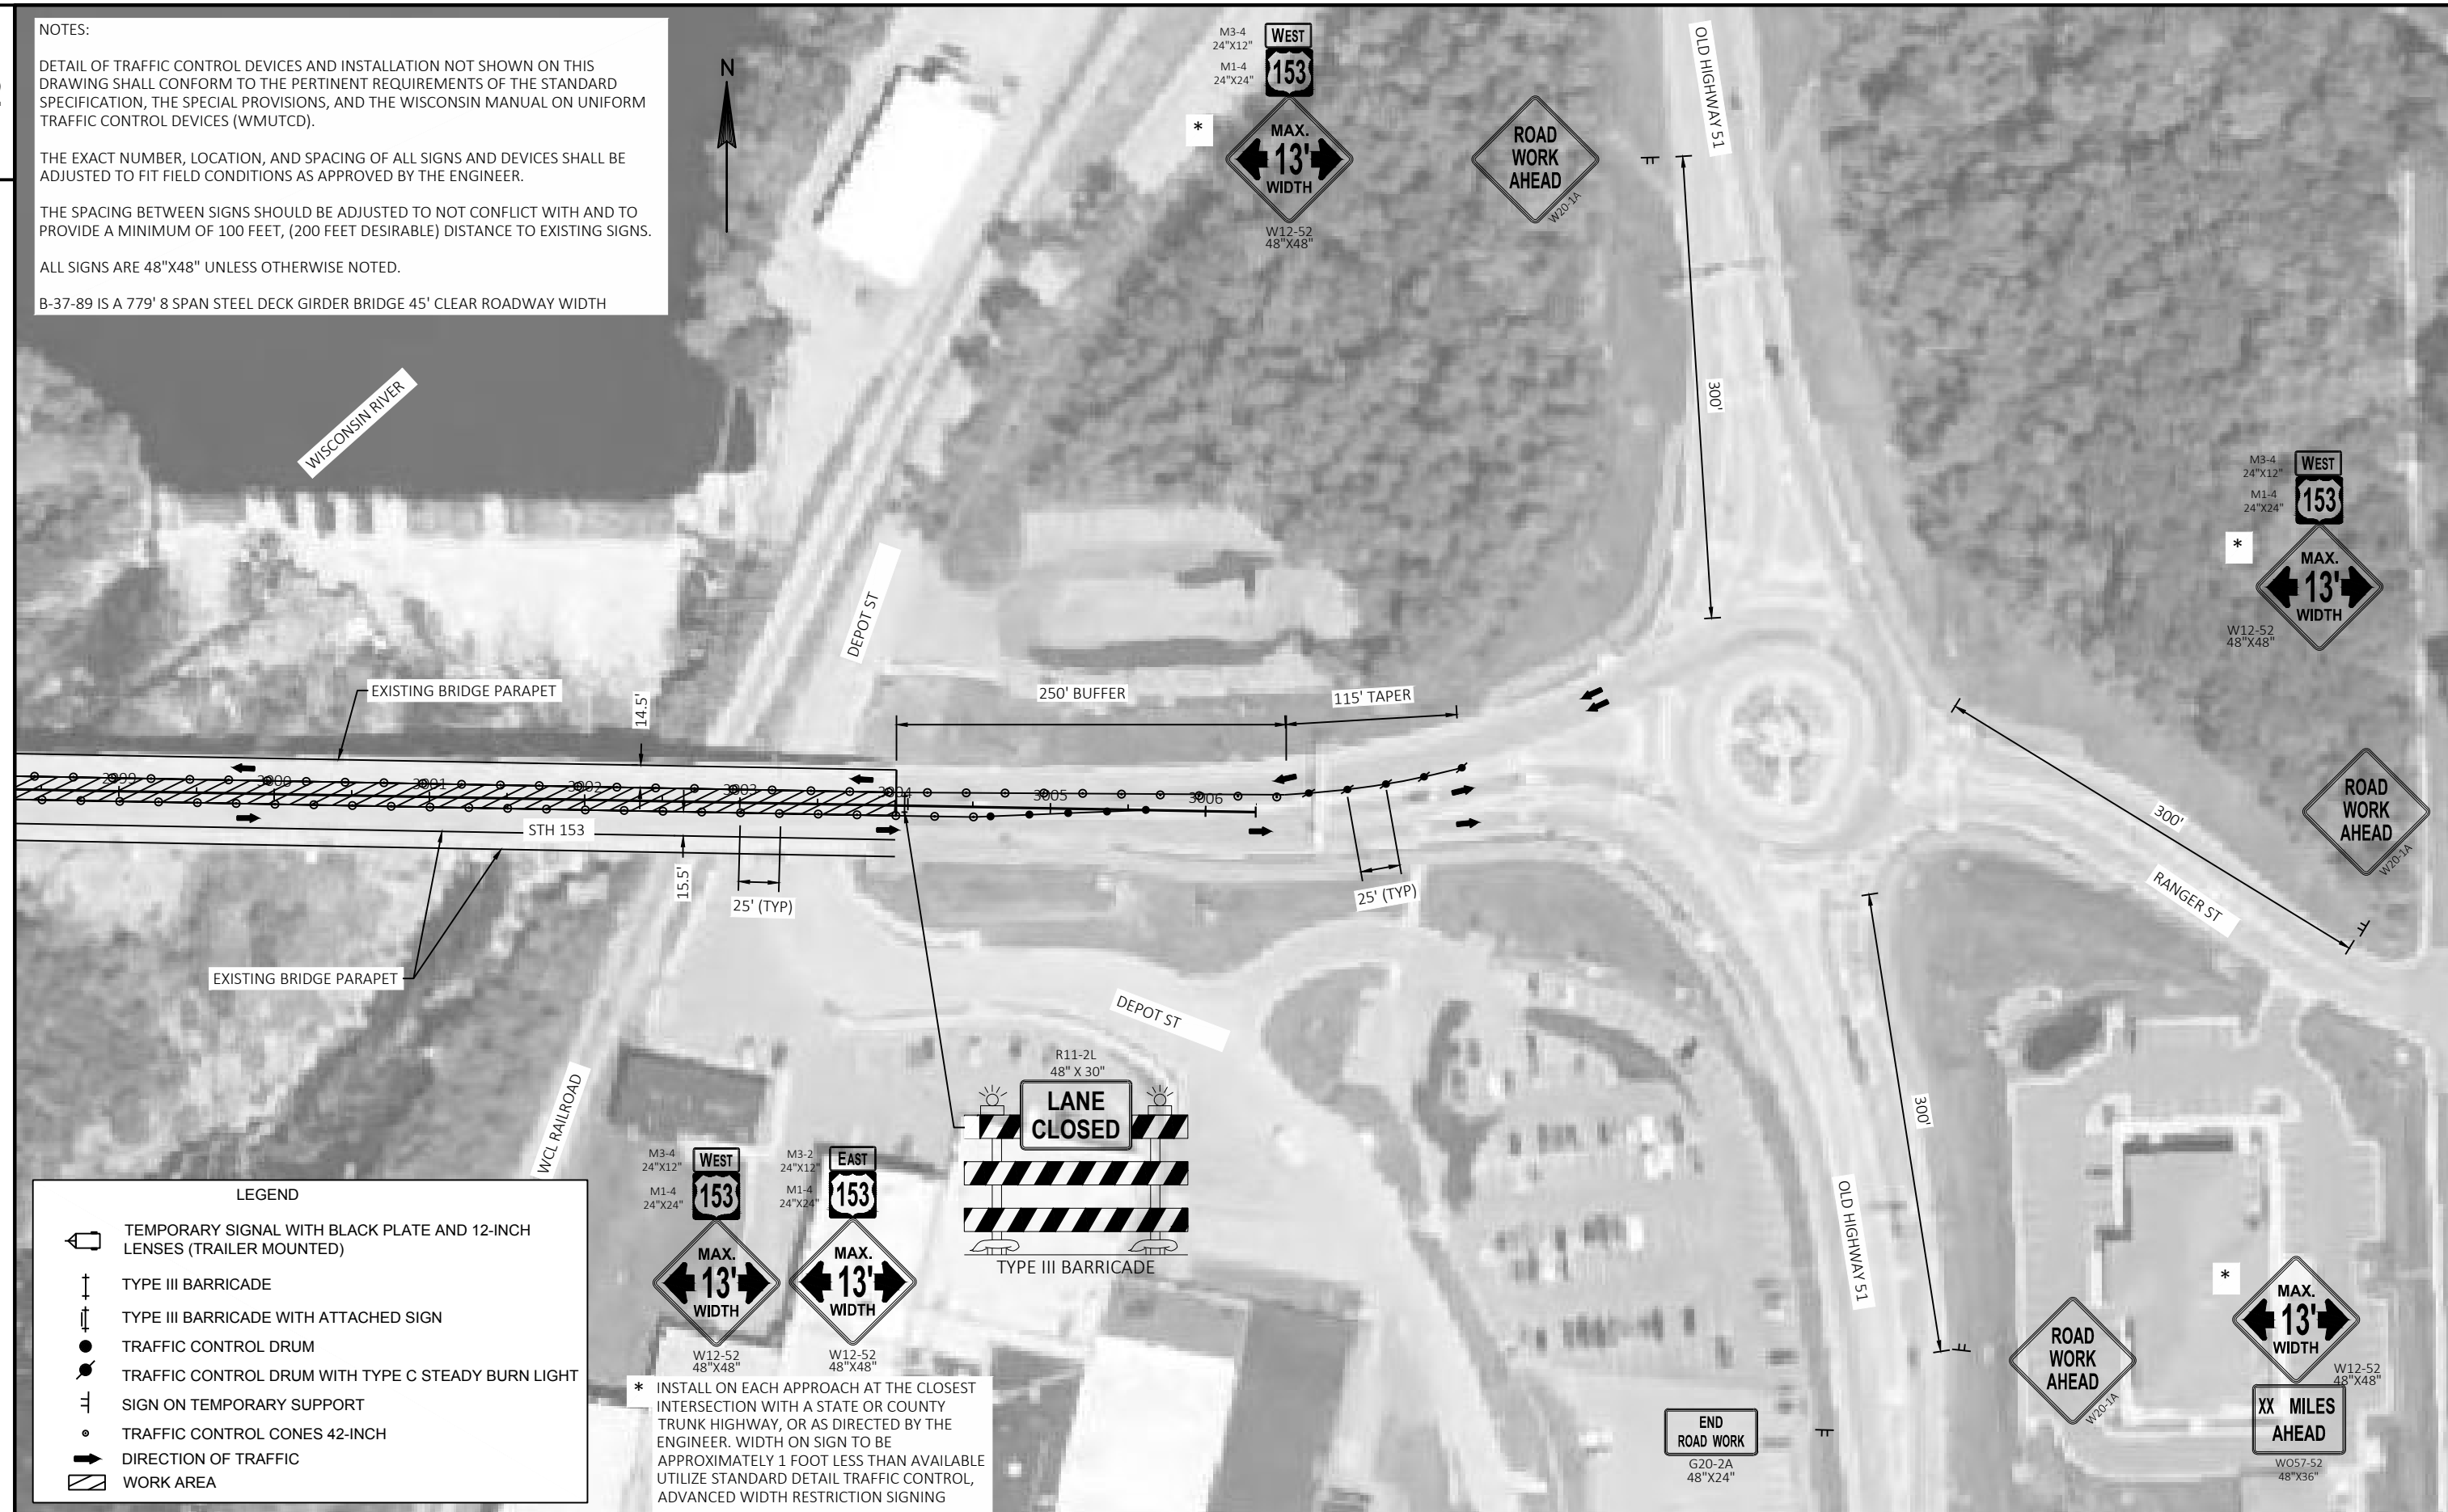 NOTES:
DETAIL OF TRAFFIC CONTROL DEVICES AND INSTALLATION NOT SHOWN ON THIS
DRAWING SHALL CONFORM TO THE PERTINENT REQUIREMENTS OF THE STANDARD
SPECIFICATION, THE SPECIAL PROVISIONS, AND THE WISCONSIN MANUAL ON UNIFORM
TRAFFIC CONTROL DEVICES (WMUTCD).
THE EXACT NUMBER, LOCATION, AND SPACING OF ALL SIGNS AND DEVICES SHALL BE
ADJUSTED TO FIT FIELD CONDITIONS AS APPROVED BY THE ENGINEER.
THE SPACING BETWEEN SIGNS SHOULD BE ADJUSTED TO NOT CONFLICT WITH AND TO
PROVIDE A MINIMUM OF 100 FEET, (200 FEET DESIRABLE) DISTANCE TO EXISTING SIGNS.
ALL SIGNS ARE 48"X48" UNLESS OTHERWISE NOTED.
B-37-89 IS A 779' 8 SPAN STEEL DECK GIRDER BRIDGE 45' CLEAR ROADWAY WIDTH
N
M3-4
24"X12"
WEST
M1-4
24"X24"
153
*
MAX.
13'
WIDTH
W12-52
48"X48"
ROAD
WORK
AHEAD
W20-1A
OLD HIGHWAY 51
300'
WISCONSIN RIVER
M3-4
24"X12"
WEST
M1-4
24"X24"
153
*
MAX.
13'
WIDTH
W12-52
48"X48"
DEPOT ST
EXISTING BRIDGE PARAPET
14.5'
250' BUFFER
115' TAPER
2999
3000
3001
3002
3003
3004
3005
3006
STH 153
15.5'
25' (TYP)
25' (TYP)
300'
RANGER ST
ROAD
WORK
AHEAD
W20-1A
EXISTING BRIDGE PARAPET
DEPOT ST
WCL RAILROAD
R11-2L
48" X 30"
LANE
CLOSED
TYPE III BARRICADE
300'
OLD HIGHWAY 51
M3-4
24"X12"
WEST
M1-4
24"X24"
153
MAX.
13'
WIDTH
W12-52
48"X48"
M3-2
24"X12"
EAST
M1-4
24"X24"
153
MAX.
13'
WIDTH
W12-52
48"X48"
LEGEND
TEMPORARY SIGNAL WITH BLACK PLATE AND 12-INCH
LENSES (TRAILER MOUNTED)
TYPE III BARRICADE
TYPE III BARRICADE WITH ATTACHED SIGN
TRAFFIC CONTROL DRUM
TRAFFIC CONTROL DRUM WITH TYPE C STEADY BURN LIGHT
SIGN ON TEMPORARY SUPPORT
TRAFFIC CONTROL CONES 42-INCH
DIRECTION OF TRAFFIC
WORK AREA
* INSTALL ON EACH APPROACH AT THE CLOSEST
INTERSECTION WITH A STATE OR COUNTY
TRUNK HIGHWAY, OR AS DIRECTED BY THE
ENGINEER. WIDTH ON SIGN TO BE
APPROXIMATELY 1 FOOT LESS THAN AVAILABLE
UTILIZE STANDARD DETAIL TRAFFIC CONTROL,
ADVANCED WIDTH RESTRICTION SIGNING
END
ROAD WORK
G20-2A
48"X24"
ROAD
WORK
AHEAD
W20-1A
*
MAX.
13'
WIDTH
W12-52
48"X48"
XX MILES
AHEAD
WO57-52
48"X36"